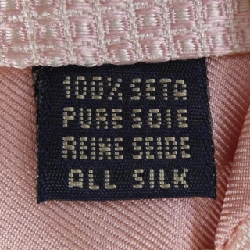 100% SETA
PURE SOIE
REINE SEIDE
ALL SILK